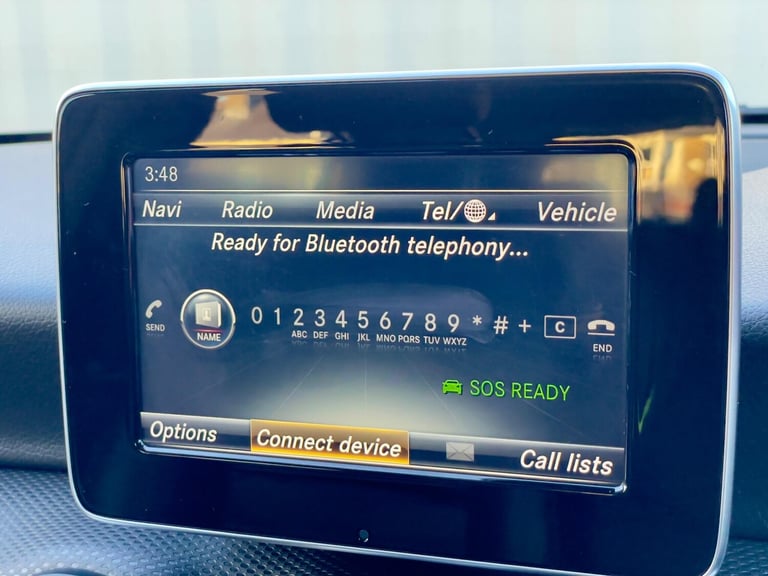 3:48
Navi Radio Media Tel/ Vehicle
Ready for Bluetooth telephony...
0 1 2 3 4 5 6 7 8 9 * # + C
SEND NAME ABC DEF GHI JKL MNO PQRS TUV WXYZ END
SOS READY
Options Connect device Call lists